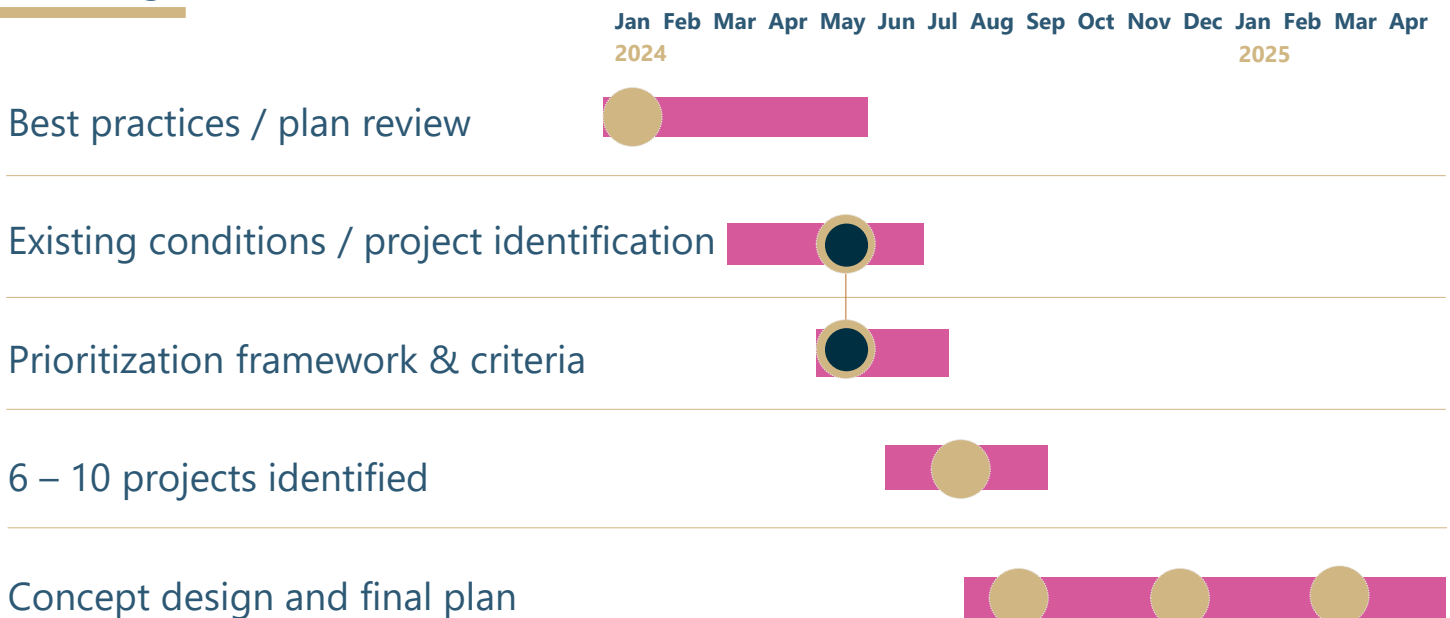 Jan Feb Mar Apr May Jun Jul Aug Sep Oct Nov Dec Jan Feb Mar Apr
2024 2025
Best practices / plan review
Existing conditions / project identification
Prioritization framework & criteria
6 – 10 projects identified
Concept design and final plan